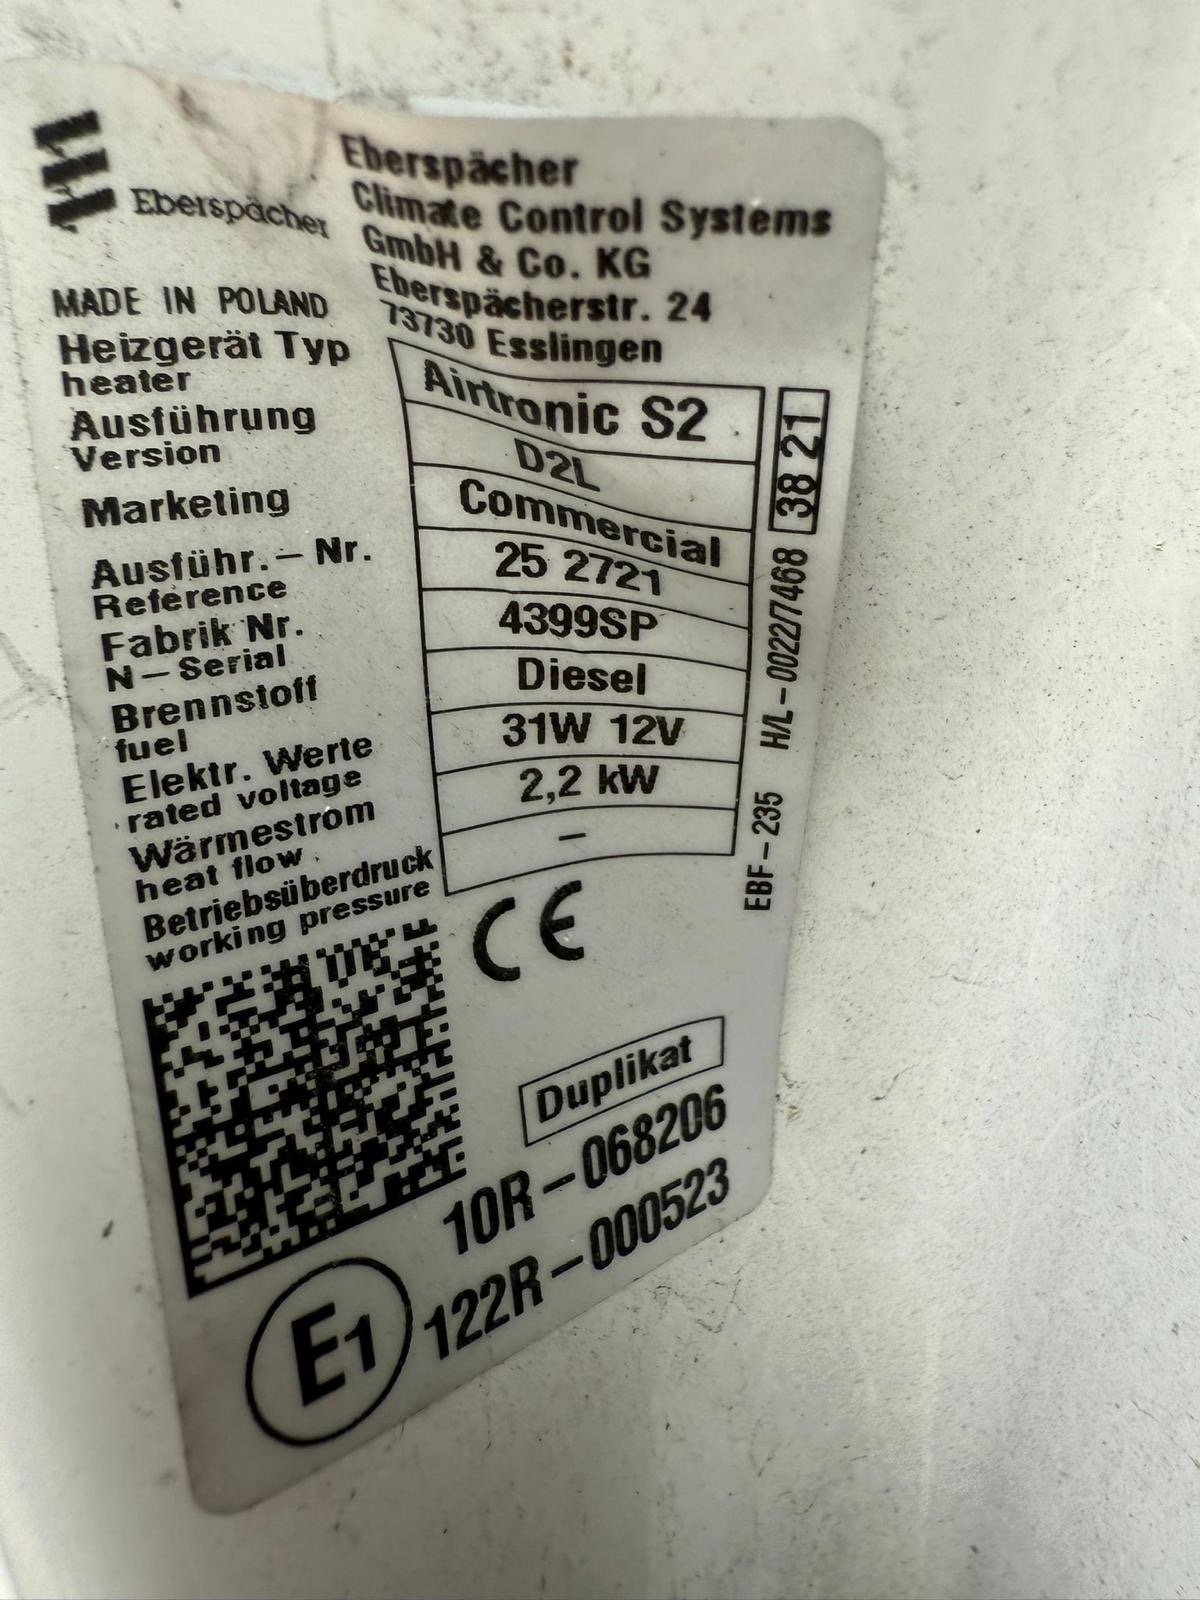 Eberspächer
Eberspächer
Climate Control Systems
GmbH & Co. KG
Eberspächerstr. 24
73730 Esslingen
MADE IN POLAND
Heizgerät Typ
heater
Airtronic S2
Ausführung
Version
D2L
Marketing
Commercial
Ausführ.-Nr.
Reference
25 2721
Fabrik Nr.
N-Serial
4399SP
Brennstoff
fuel
Diesel
Elektr. Werte
rated voltage
31W 12V
Wärmestrom
heat flow
2,2 kW
Betriebsüberdruck
working pressure
–
38 21
H/L-0022/7468
EBF-235
CE
Duplikat
10R-068206
122R-000523
E1